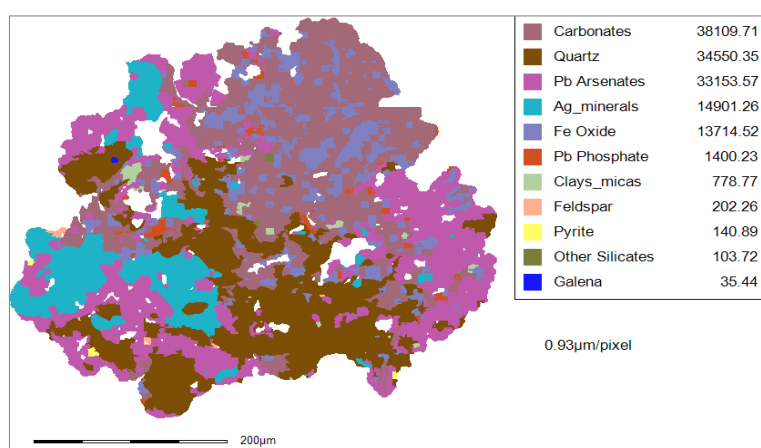 Carbonates 38109.71
Quartz 34550.35
Pb Arsenates 33153.57
Ag_minerals 14901.26
Fe Oxide 13714.52
Pb Phosphate 1400.23
Clays_micas 778.77
Feldspar 202.26
Pyrite 140.89
Other Silicates 103.72
Galena 35.44
0.93µm/pixel
200µm